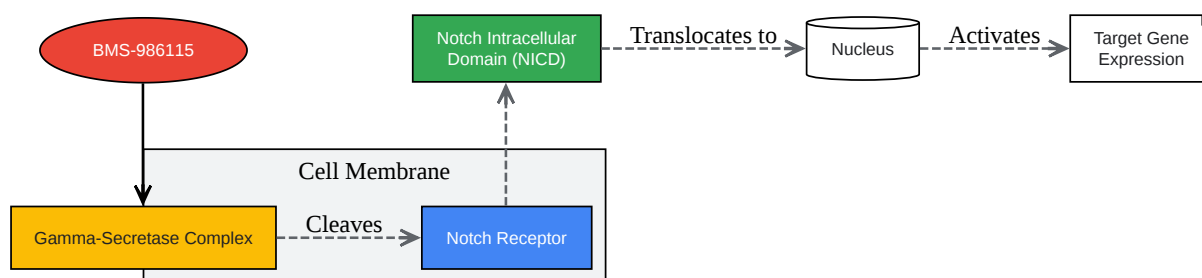 BMS-986115
Notch Intracellular
Domain (NICD)
Translocates to
Nucleus
Activates
Target Gene
Expression
Cell Membrane
Gamma-Secretase Complex
Cleaves
Notch Receptor